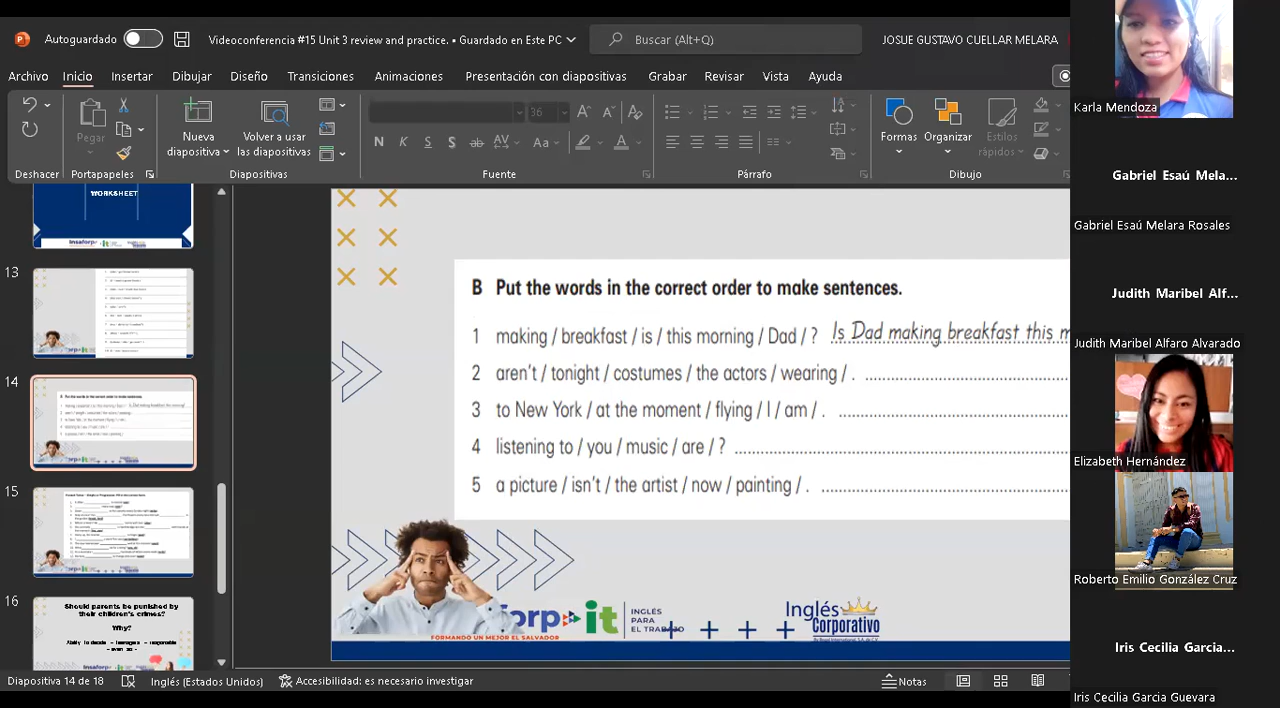 Autoguardado
Videoconferencia #15 Unit 3 review and practice. • Guardado en Este PC
Buscar (Alt+Q)
JOSUE GUSTAVO CUELLAR MELARA
Archivo Inicio Insertar Dibujar Diseño Transiciones Animaciones Presentación con diapositivas Grabar Revisar Vista Ayuda
Pegar
Nueva diapositiva
Volver a usar las diapositivas
36
N K S S ab AV Aa A
Formas Organizar Estilos rápidos
Deshacer Portapapeles Diapositivas Fuente Párrafo Dibujo
WORKSHEET
13
14
15
16
Should parents be punished by
their children's crimes?
Why?
B Put the words in the correct order to make sentences.
1 making / breakfast / is / this morning / Dad / ? Is Dad making breakfast this m
2 aren't / tonight / costumes / the actors / wearing / .
3 to New York / at the moment / flying / I / am /
4 listening to / you / music / are / ?
5 a picture / isn't / the artist / now / painting / .
forp it
INGLÉS
PARA
EL TRABAJO
FORMANDO UN MEJOR EL SALVADOR
Inglés
Corporativo
Karla Mendoza
Gabriel Esaú Mela...
Gabriel Esaú Melara Rosales
Judith Maribel Alf...
Judith Maribel Alfaro Alvarado
Elizabeth Hernández
Roberto Emilio González Cruz
Iris Cecilia Garcia...
Iris Cecilia Garcia Guevara
Diapositiva 14 de 18
Inglés (Estados Unidos)
Accesibilidad: es necesario investigar
Notas